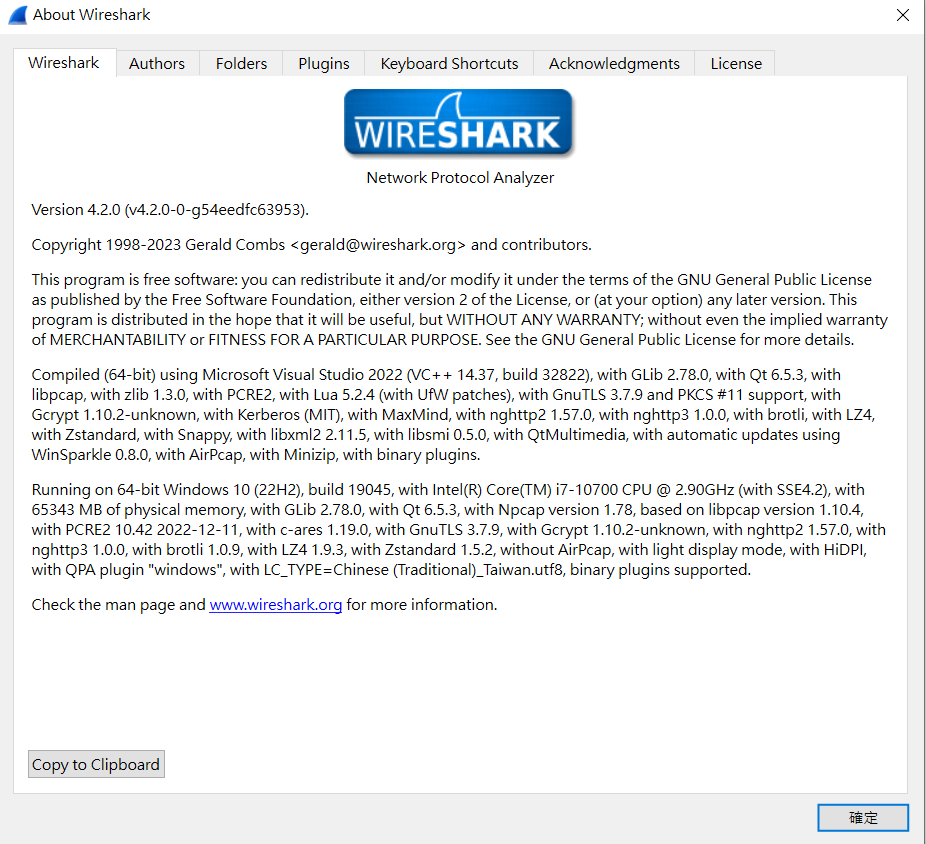 About Wireshark
Wireshark
Authors
Folders
Plugins
Keyboard Shortcuts
Acknowledgments
License
WIRESHARK
Network Protocol Analyzer
Version 4.2.0 (v4.2.0-0-g54eedfc63953).
Copyright 1998-2023 Gerald Combs <gerald@wireshark.org> and contributors.
This program is free software: you can redistribute it and/or modify it under the terms of the GNU General Public License
as published by the Free Software Foundation, either version 2 of the License, or (at your option) any later version. This
program is distributed in the hope that it will be useful, but WITHOUT ANY WARRANTY; without even the implied warranty
of MERCHANTABILITY or FITNESS FOR A PARTICULAR PURPOSE. See the GNU General Public License for more details.
Compiled (64-bit) using Microsoft Visual Studio 2022 (VC++ 14.37, build 32822), with GLib 2.78.0, with Qt 6.5.3, with
libpcap, with zlib 1.3.0, with PCRE2, with Lua 5.2.4 (with UfW patches), with GnuTLS 3.7.9 and PKCS #11 support, with
Gcrypt 1.10.2-unknown, with Kerberos (MIT), with MaxMind, with nghttp2 1.57.0, with nghttp3 1.0.0, with brotli, with LZ4,
with Zstandard, with Snappy, with libxml2 2.11.5, with libsmi 0.5.0, with QtMultimedia, with automatic updates using
WinSparkle 0.8.0, with AirPcap, with Minizip, with binary plugins.
Running on 64-bit Windows 10 (22H2), build 19045, with Intel(R) Core(TM) i7-10700 CPU @ 2.90GHz (with SSE4.2), with
65343 MB of physical memory, with GLib 2.78.0, with Qt 6.5.3, with Npcap version 1.78, based on libpcap version 1.10.4,
with PCRE2 10.42 2022-12-11, with c-ares 1.19.0, with GnuTLS 3.7.9, with Gcrypt 1.10.2-unknown, with nghttp2 1.57.0, with
nghttp3 1.0.0, with brotli 1.0.9, with LZ4 1.9.3, with Zstandard 1.5.2, without AirPcap, with light display mode, with HiDPI,
with QPA plugin "windows", with LC_TYPE=Chinese (Traditional)_Taiwan.utf8, binary plugins supported.
Check the man page and www.wireshark.org for more information.
Copy to Clipboard
確定